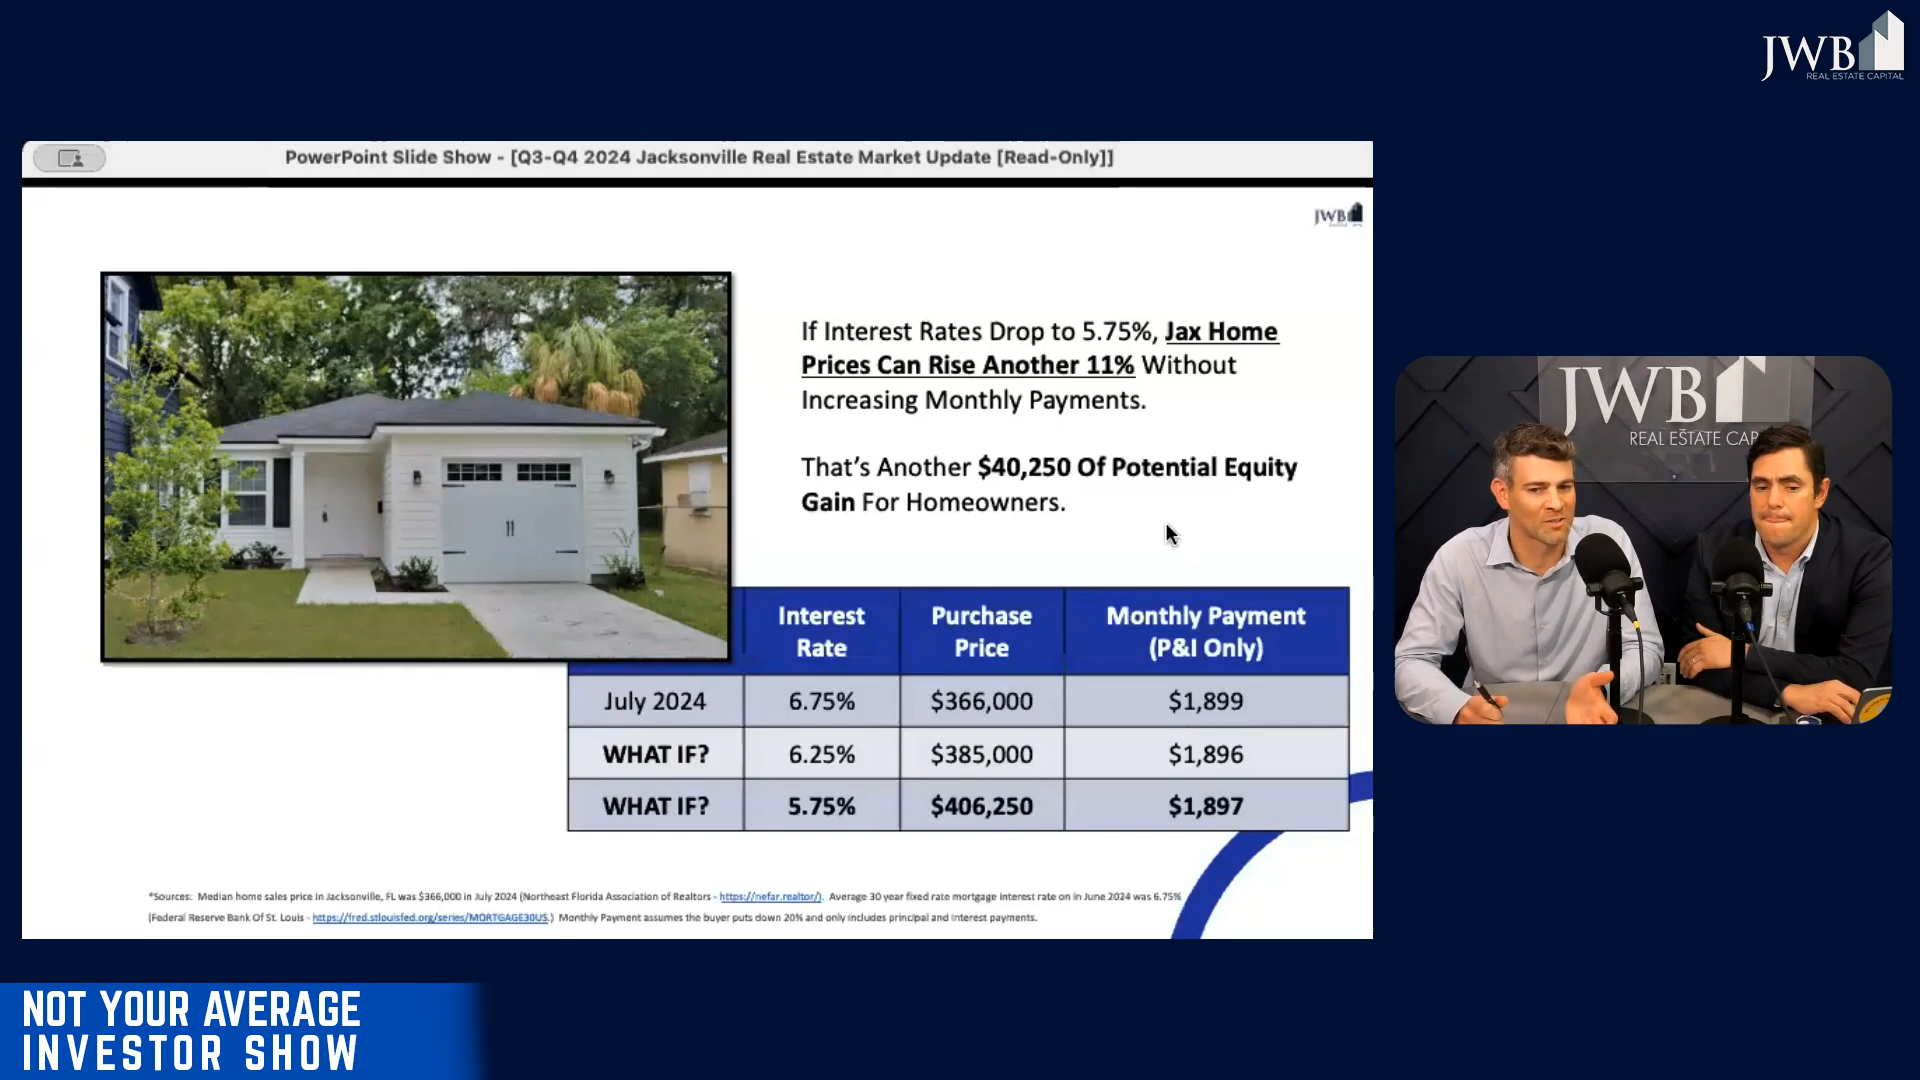 JWB
REAL ESTATE CAPITAL
PowerPoint Slide Show - [Q3-Q4 2024 Jacksonville Real Estate Market Update [Read-Only]]
JWB
If Interest Rates Drop to 5.75%, Jax Home
Prices Can Rise Another 11% Without
Increasing Monthly Payments.
That's Another $40,250 Of Potential Equity
Gain For Homeowners.
Interest Rate Purchase Price Monthly Payment (P&I Only)
July 2024 6.75% $366,000 $1,899
WHAT IF? 6.25% $385,000 $1,896
WHAT IF? 5.75% $406,250 $1,897
*Sources: Median home sales price in Jacksonville, FL was $366,000 in July 2024 (Northeast Florida Association of Realtors - https://nefar.realtor/). Average 30 year fixed rate mortgage interest rate on in June 2024 was 6.75%
(Federal Reserve Bank Of St. Louis - https://fred.stlouisfed.org/series/MORTGAGE30US.) Monthly Payment assumes the buyer puts down 20% and only includes principal and interest payments.
JWB
REAL ESTATE CAP
NOT YOUR AVERAGE
INVESTOR SHOW